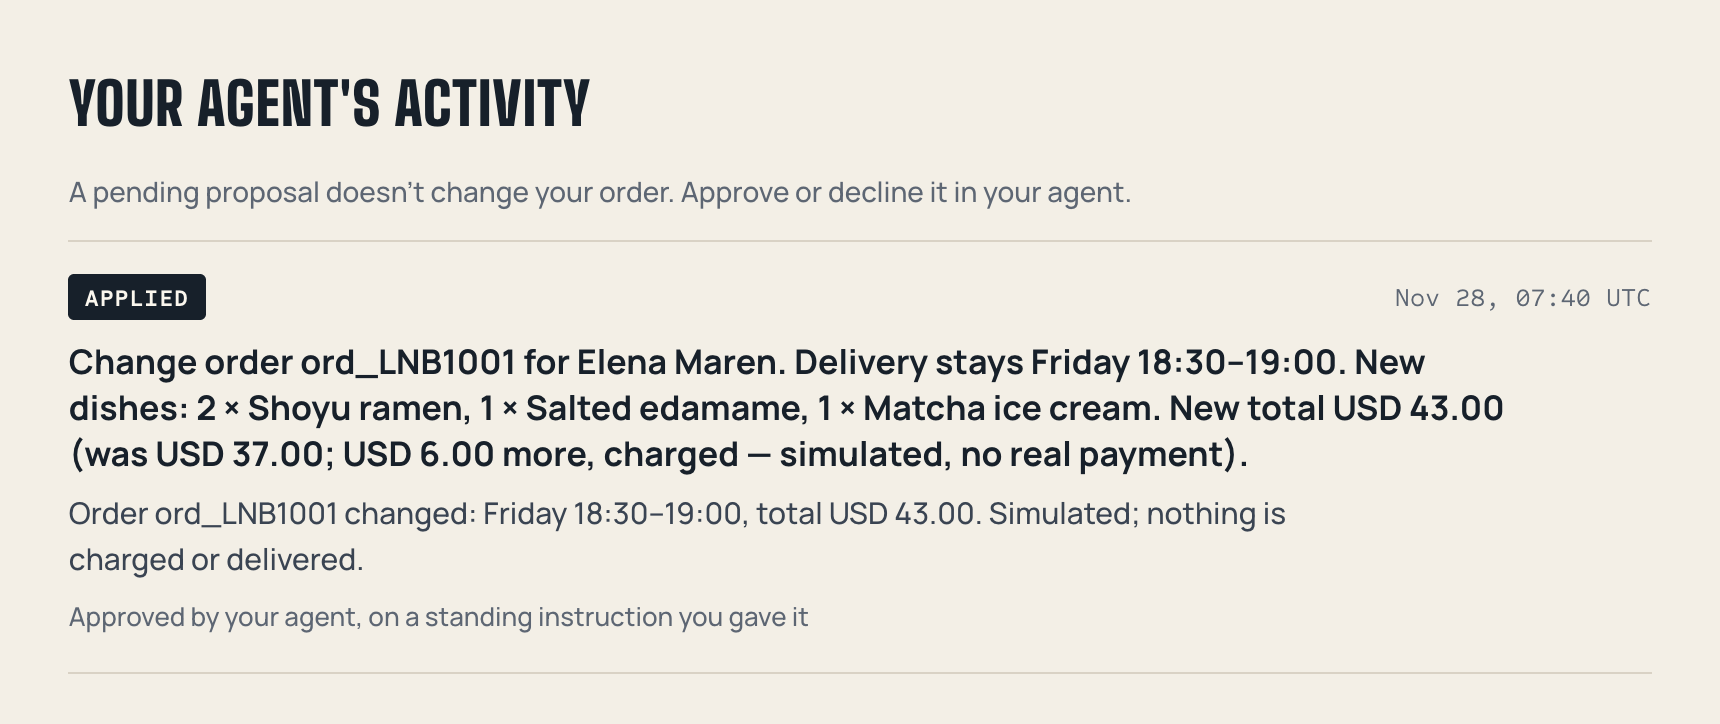 YOUR AGENT'S ACTIVITY
A pending proposal doesn’t change your order. Approve or decline it in your agent.
APPLIED
Nov 28, 07:40 UTC
Change order ord_LNB1001 for Elena Maren. Delivery stays Friday 18:30–19:00. New
dishes: 2 × Shoyu ramen, 1 × Salted edamame, 1 × Matcha ice cream. New total USD 43.00
(was USD 37.00; USD 6.00 more, charged — simulated, no real payment).
Order ord_LNB1001 changed: Friday 18:30–19:00, total USD 43.00. Simulated; nothing is
charged or delivered.
Approved by your agent, on a standing instruction you gave it